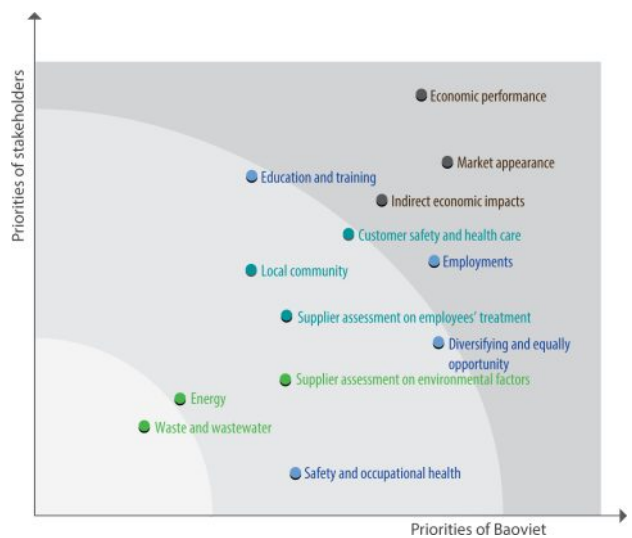 Priorities of stakeholders
Economic performance
Market appearance
Education and training
Indirect economic impacts
Customer safety and health care
Employments
Local community
Supplier assessment on employees' treatment
Diversifying and equally
opportunity
Supplier assessment on environmental factors
Energy
Waste and wastewater
Safety and occupational health
Priorities of Baoviet